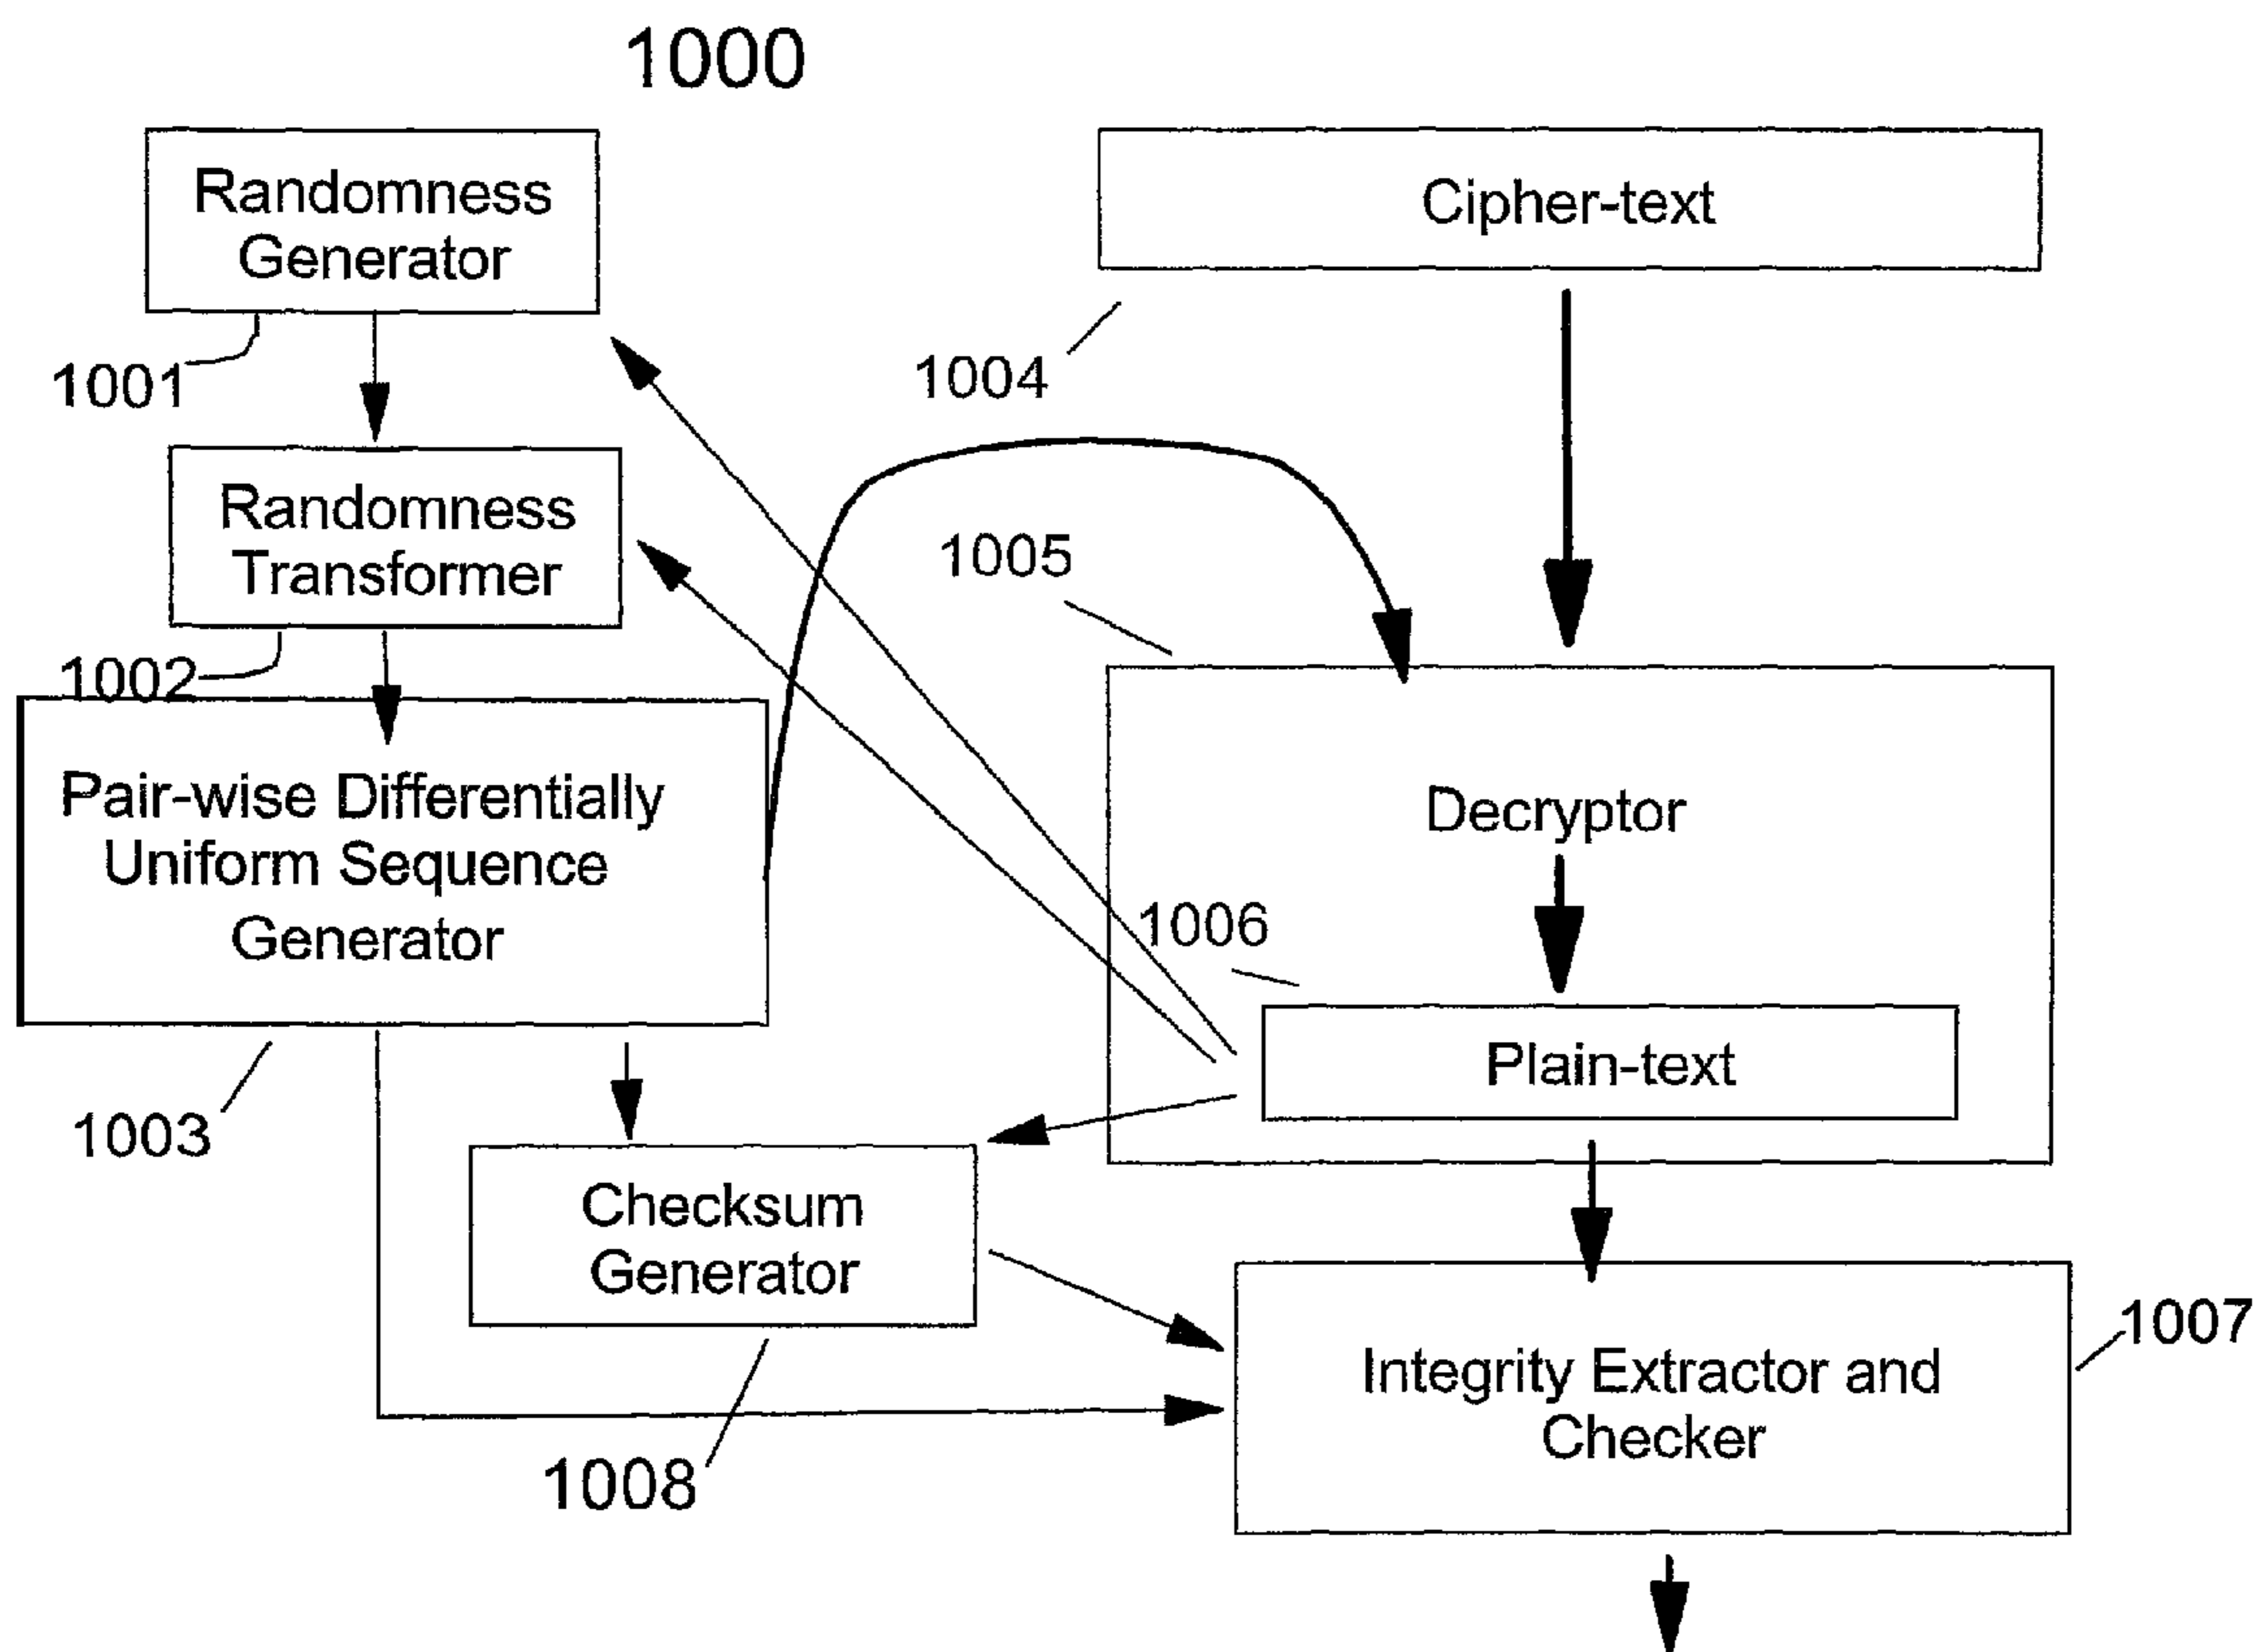 1000
Randomness
Generator
1001
Cipher-text
1004
Randomness
Transformer
1002
1005
Pair-wise Differentially
Uniform Sequence
Generator
1003
Decryptor
1006
Plain-text
Checksum
Generator
1008
Integrity Extractor and
Checker
1007